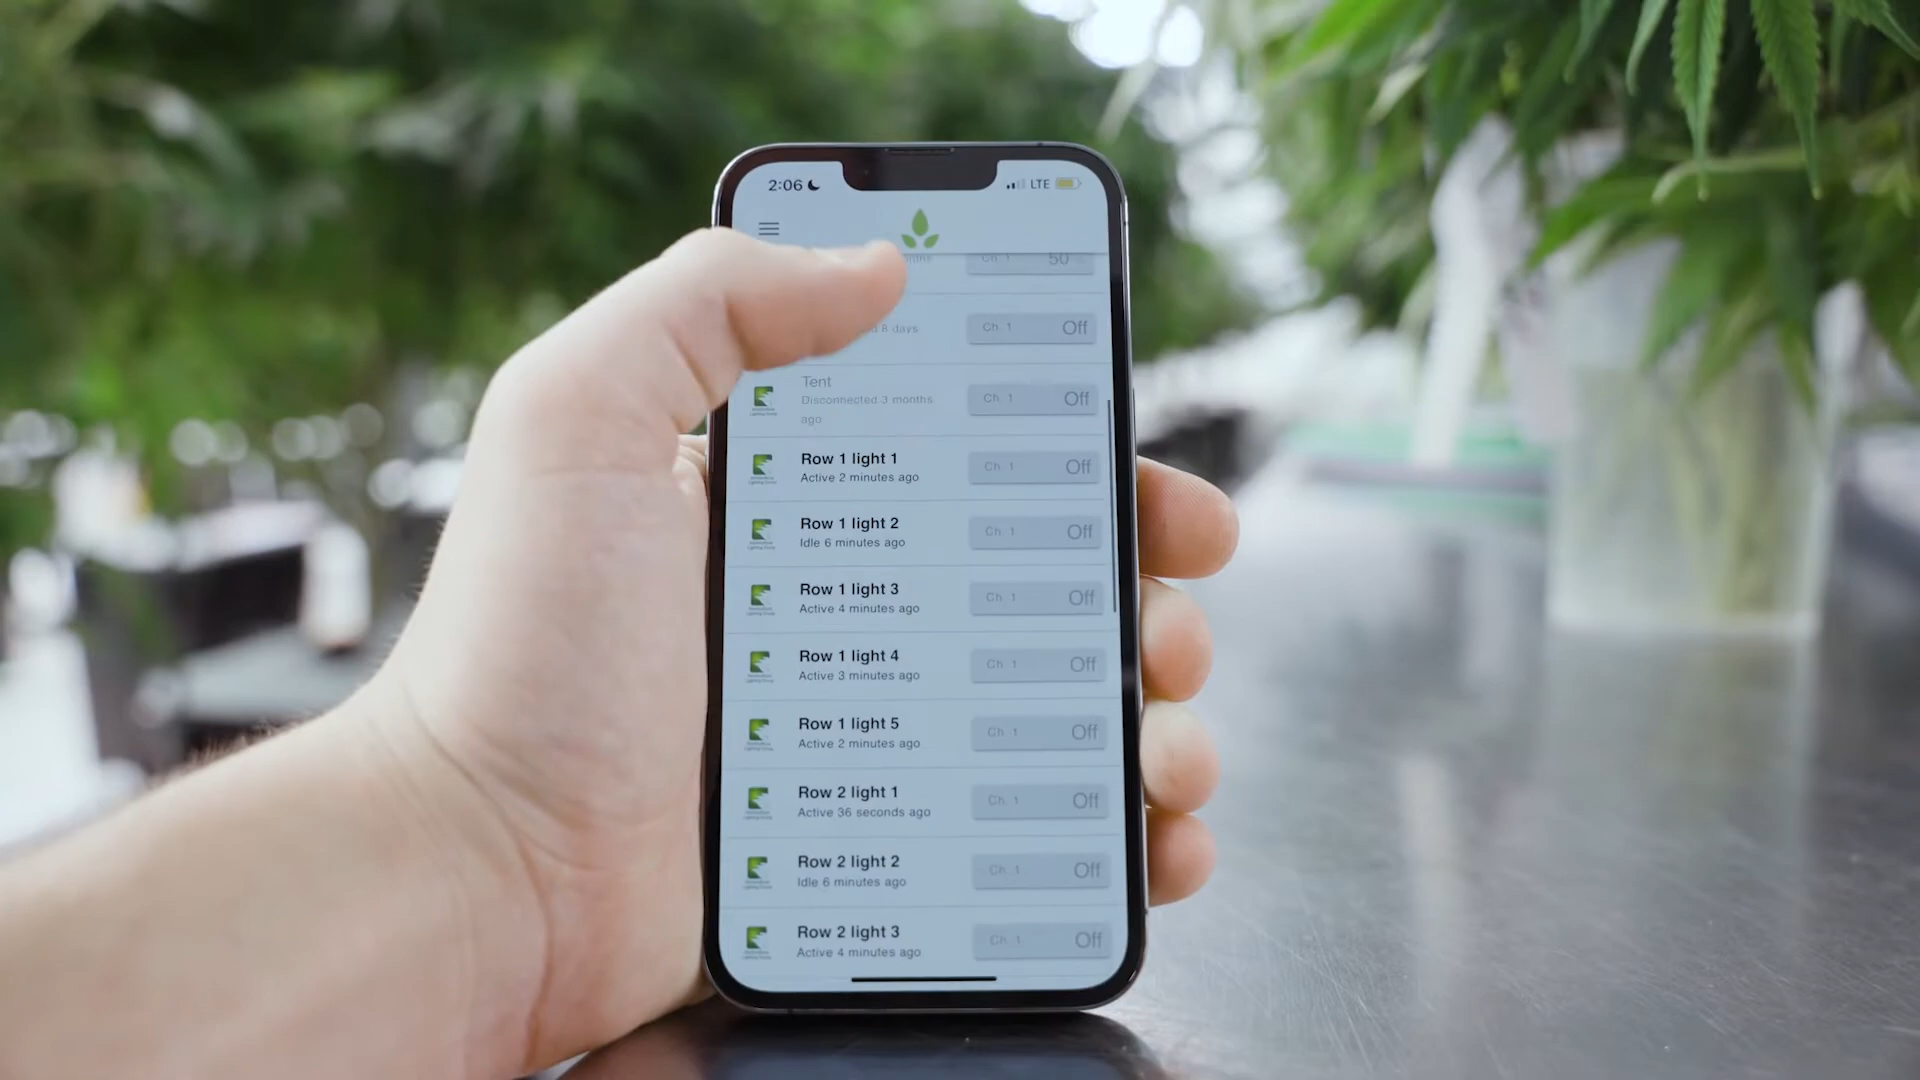 2:06
LTE
Ch. 1 50
8 days
Ch. 1 Off
Tent
Disconnected 3 months
ago
Ch. 1 Off
Row 1 light 1
Active 2 minutes ago
Ch. 1 Off
Row 1 light 2
Idle 6 minutes ago
Ch. 1 Off
Row 1 light 3
Active 4 minutes ago
Ch. 1 Off
Row 1 light 4
Active 3 minutes ago
Ch. 1 Off
Row 1 light 5
Active 2 minutes ago
Ch. 1 Off
Row 2 light 1
Active 36 seconds ago
Ch. 1 Off
Row 2 light 2
Idle 6 minutes ago
Ch. 1 Off
Row 2 light 3
Active 4 minutes ago
Ch. 1 Off